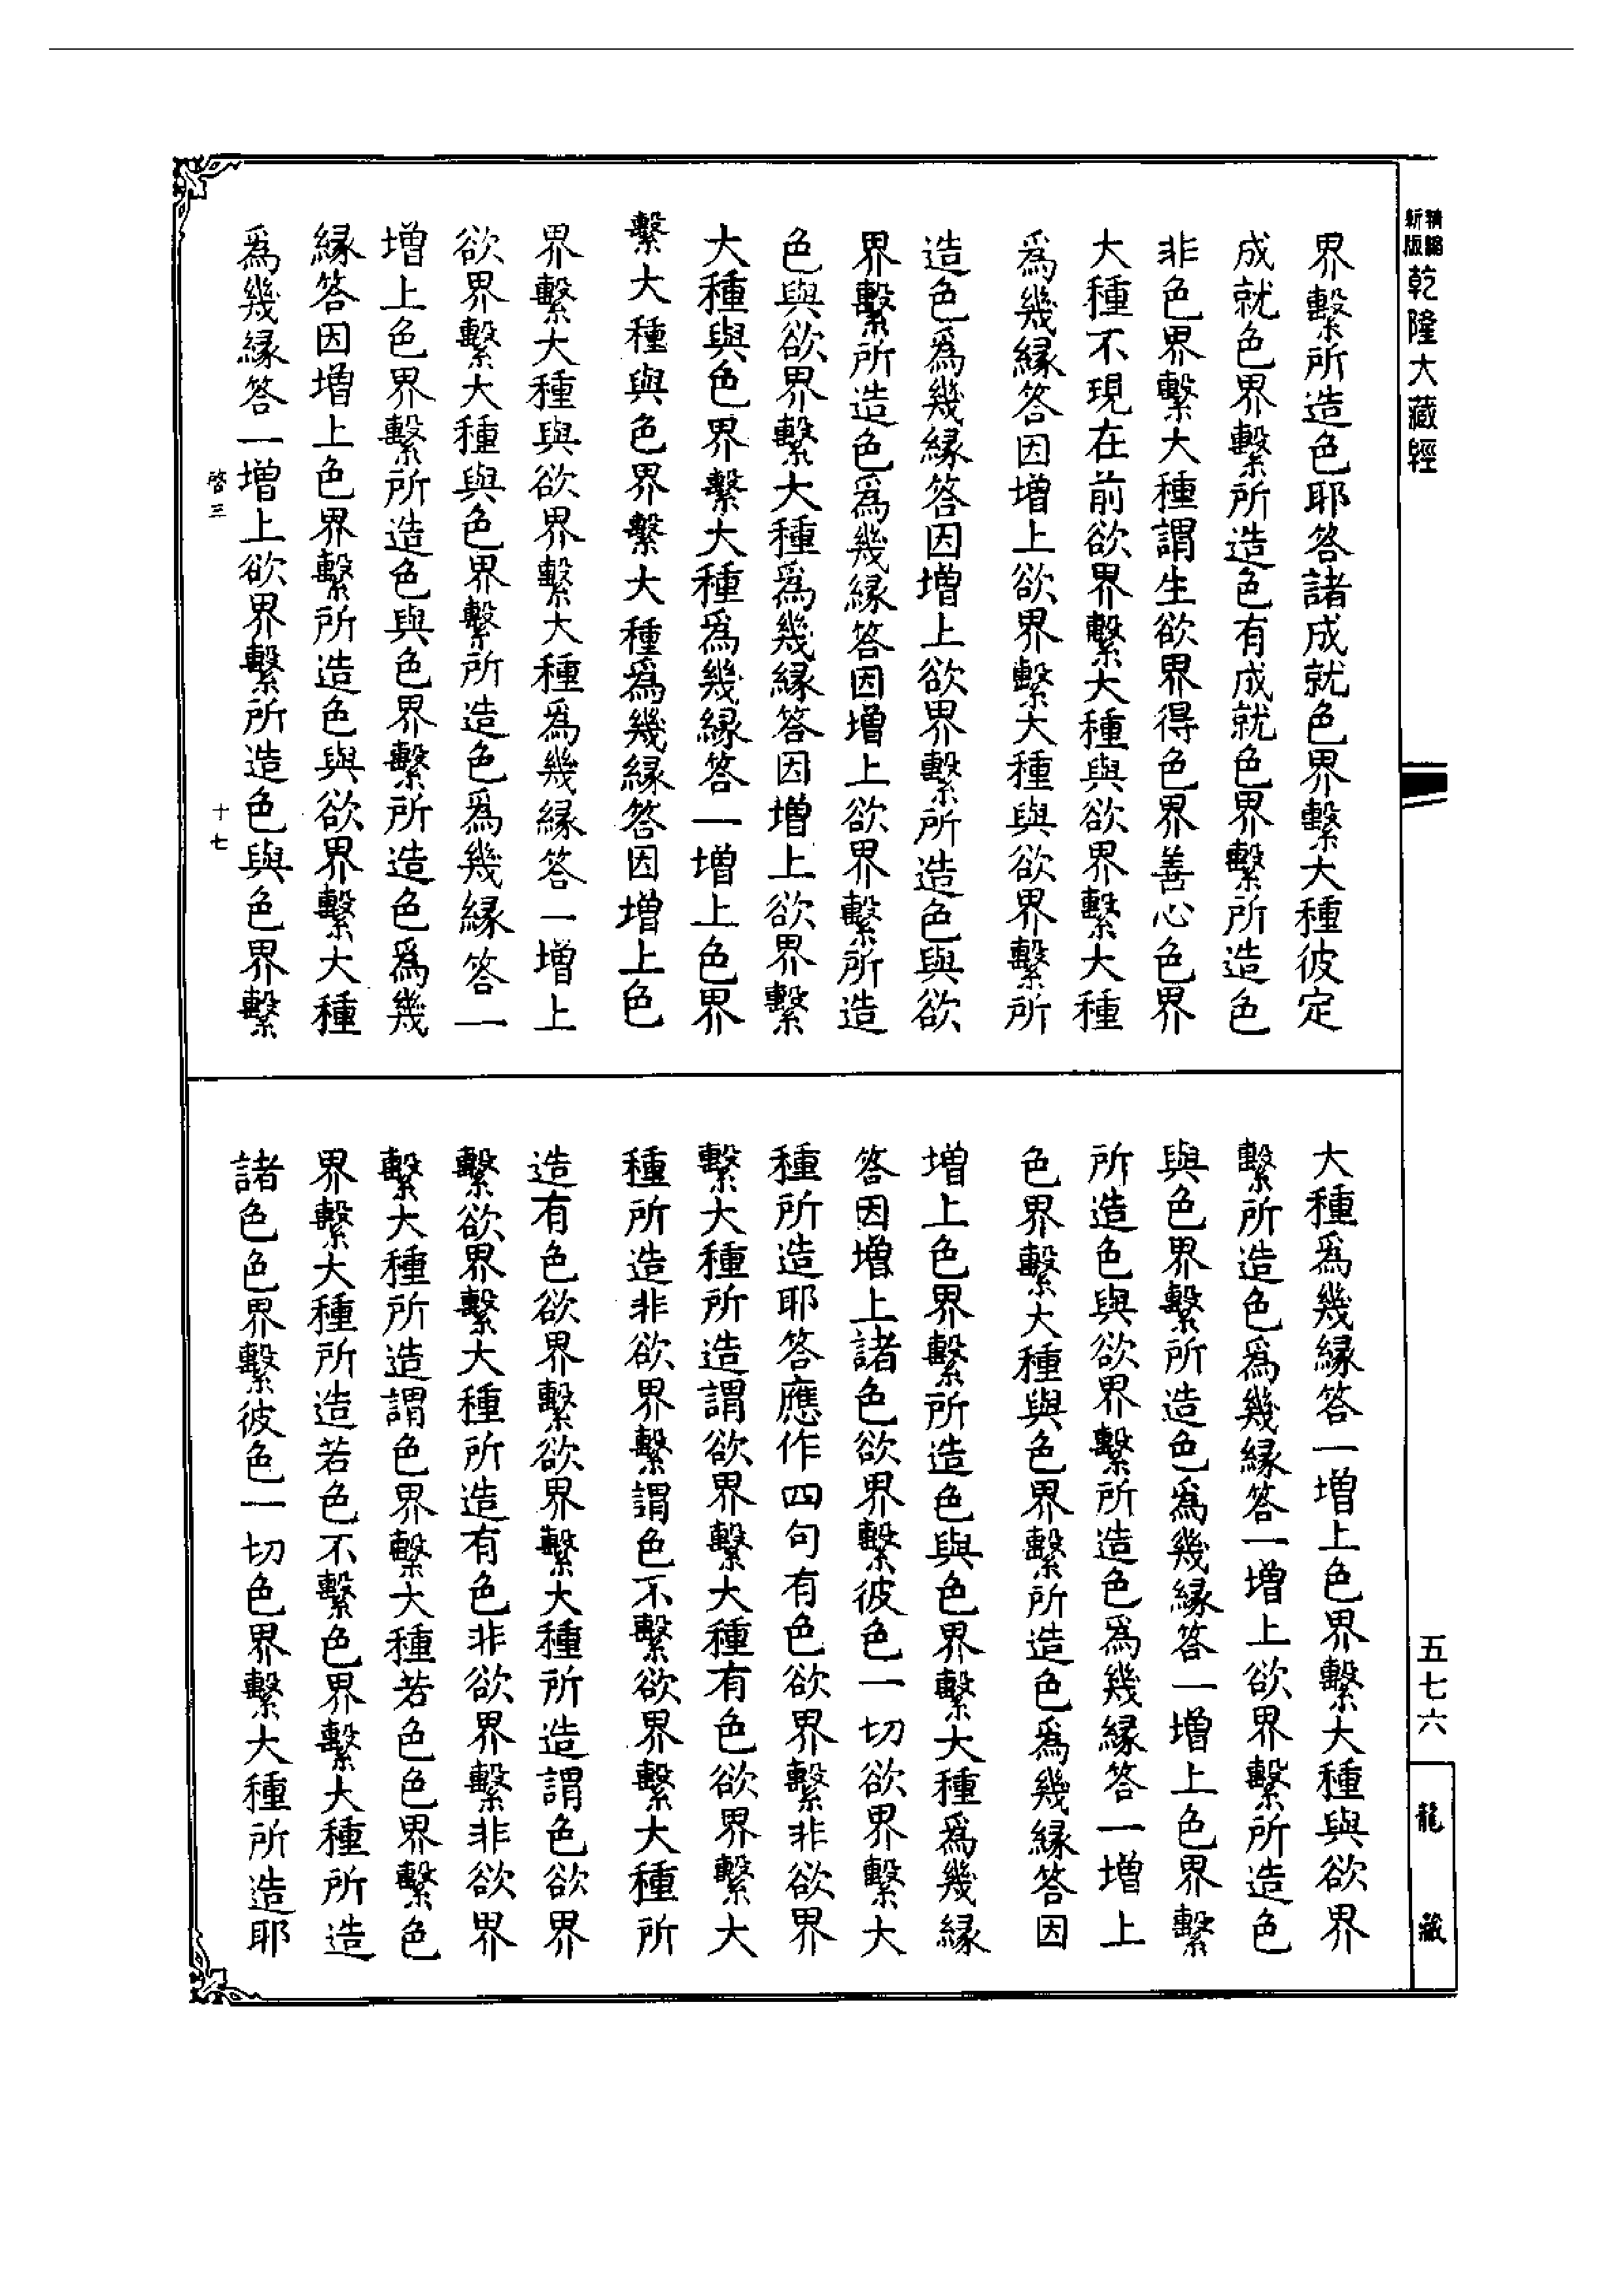 精縮
新版
乾隆大藏經
界繫所造色耶答諸成就色界繫大種彼定
成就色界繫所造色有成就色界繫所造色
非色界繫大種謂生欲界得色界善心色界
大種不現在前欲界繫大種與欲界繫大種
爲幾緣答因增上欲界繫大種與欲界繫所
造色爲幾緣答因增上欲界繫所造色與欲
界繫所造色爲幾緣答因增上欲界繫所造
色與欲界繫大種爲幾緣答因增上欲界繫
大種與色界繫大種爲幾緣答一增上色界
繫大種與色界繫大種爲幾緣答因增上色
界繫大種與欲界繫大種爲幾緣答一增上
欲界繫大種與色界繫所造色爲幾緣答一
增上色界繫所造色與色界繫所造色爲幾
緣答因增上色界繫所造色與欲界繫大種
爲幾緣答一增上欲界繫所造色與色界繫
啓三
十七
大種爲幾緣答一增上色界繫大種與欲界
繫所造色爲幾緣答一增上欲界繫所造色
與色界繫所造色爲幾緣答一增上色界繫
所造色與欲界繫所造色爲幾緣答一增上
色界繫大種與色界繫所造色爲幾緣答因
增上色界繫所造色與色界繫大種爲幾緣
答因增上諸色欲界繫彼色一切欲界繫大
種所造耶答應作四句有色欲界繫非欲界
繫大種所造謂欲界繫大種有色欲界繫大
種所造非欲界繫謂色不繫欲界繫大種所
造有色欲界繫欲界繫大種所造謂色欲界
繫欲界繫大種所造有色非欲界繫非欲界
繫大種所造謂色界繫大種若色色界繫色
界繫大種所造若色不繫色界繫大種所造
諸色色界繫彼色一切色界繫大種所造耶
五七六
龍藏